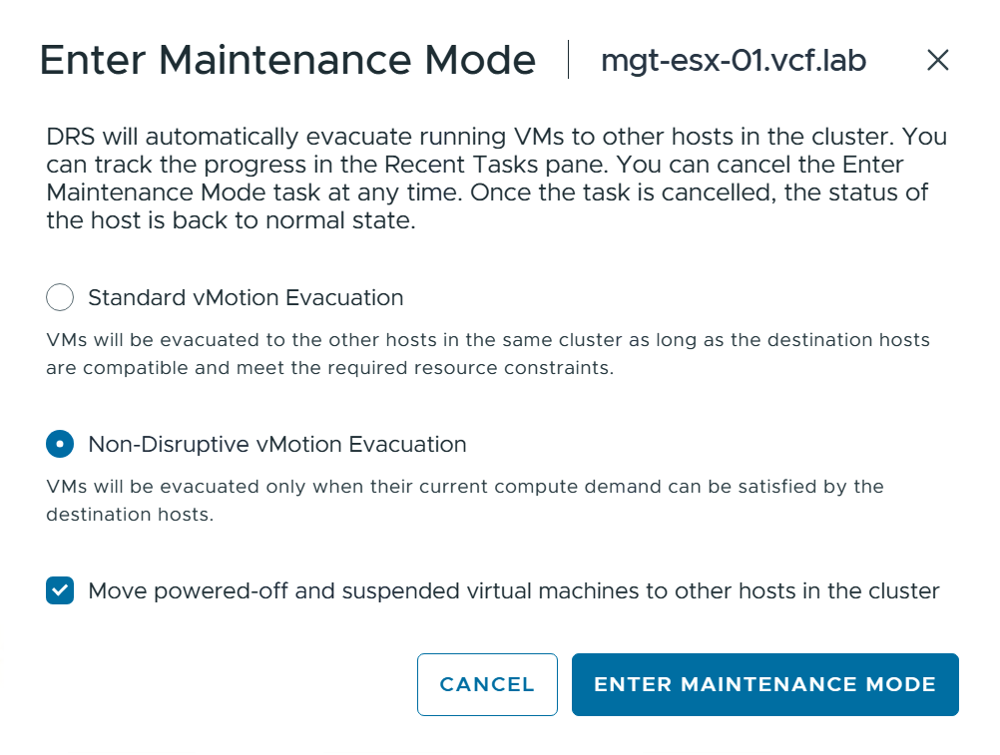 Enter Maintenance Mode
mgt-esx-01.vcf.lab
DRS will automatically evacuate running VMs to other hosts in the cluster. You
can track the progress in the Recent Tasks pane. You can cancel the Enter
Maintenance Mode task at any time. Once the task is cancelled, the status of
the host is back to normal state.
Standard vMotion Evacuation
VMs will be evacuated to the other hosts in the same cluster as long as the destination hosts
are compatible and meet the required resource constraints.
Non-Disruptive vMotion Evacuation
VMs will be evacuated only when their current compute demand can be satisfied by the
destination hosts.
Move powered-off and suspended virtual machines to other hosts in the cluster
CANCEL
ENTER MAINTENANCE MODE